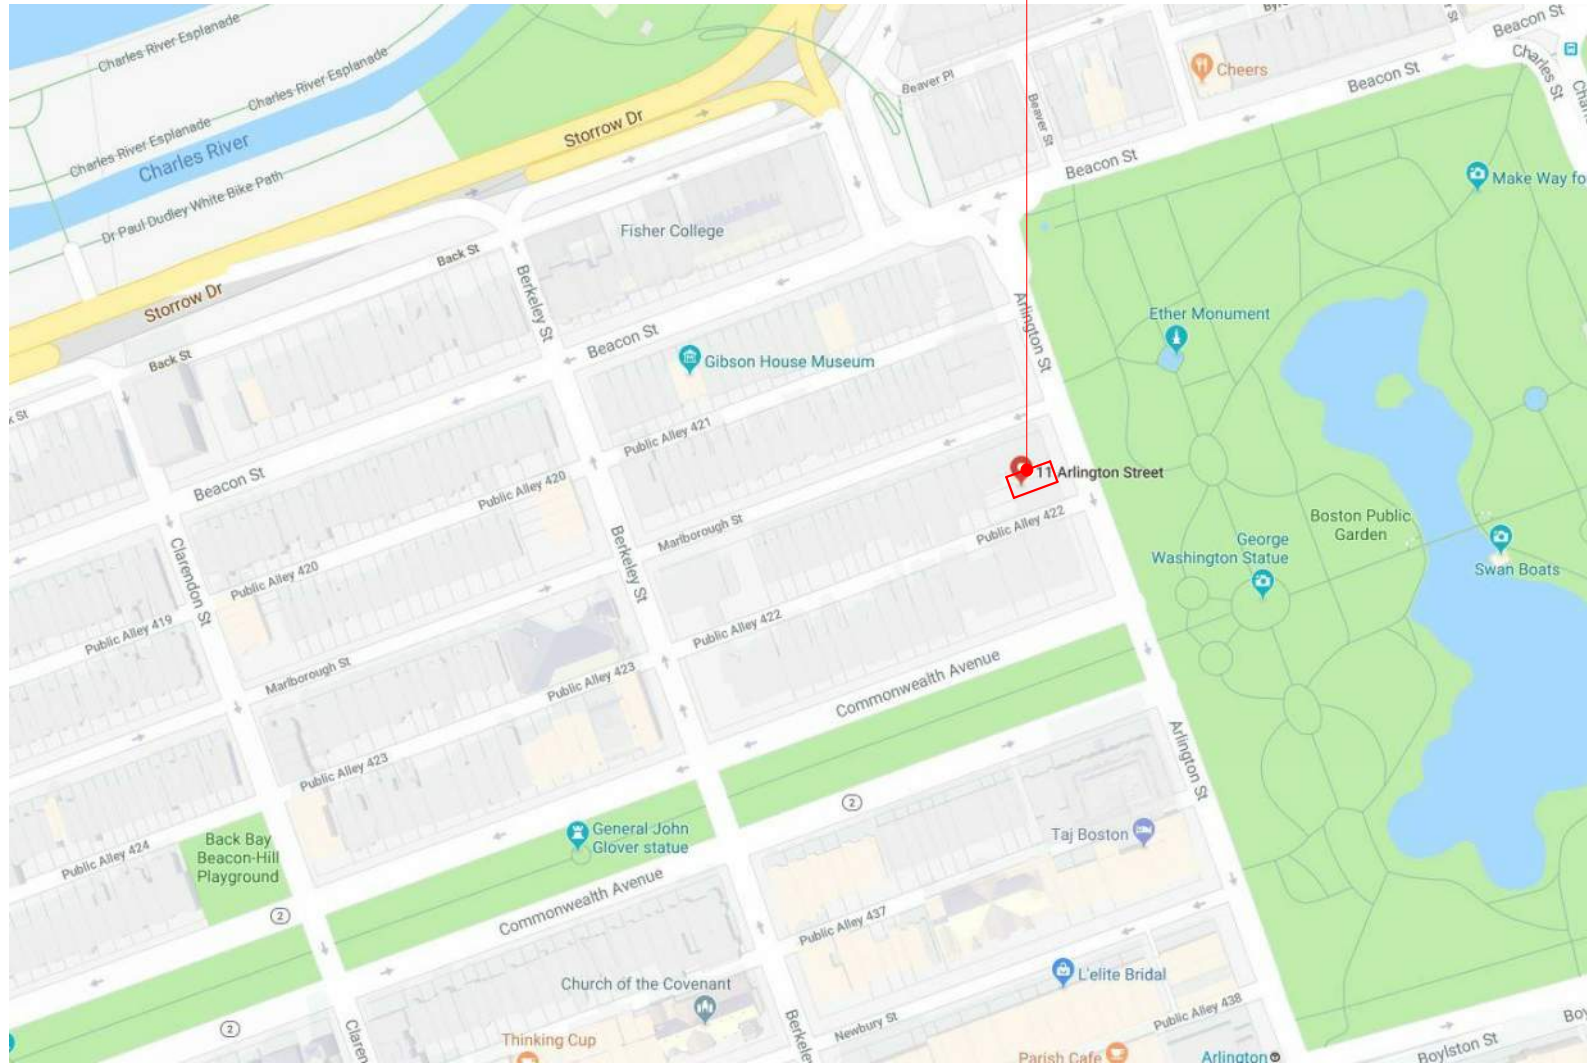 Beacon St
Charles River Esplanade
Charles River Esplanade
Charles St
Cheers
Beacon St
Beaver Pl
Beaver St
Storrow Dr
Charles River Esplanade
Charles River
Beacon St
Make Way fo
Dr Paul Dudley White Bike Path
Fisher College
Back St
Berkeley St
Storrow Dr
Arlington St
Ether Monument
Beacon St
Gibson House Museum
Back St
St
Public Alley 421
11 Arlington Street
Beacon St
Public Alley 420
Marlborough St
Public Alley 422
Boston Public
Garden
George
Washington Statue
Swan Boats
Clarendon St
Berkeley St
Public Alley 420
Public Alley 419
Public Alley 422
Marlborough St
Public Alley 423
Commonwealth Avenue
Arlington St
Public Alley 423
2
Taj Boston
General John
Glover statue
Back Bay
Beacon-Hill
Playground
Public Alley 424
Commonwealth Avenue
2
Public Alley 437
L'elite Bridal
Church of the Covenant
Newbury St
Public Alley 438
Boy
2
Claren
Berkele
Thinking Cup
Parish Cafe
Arlington
Boylston St